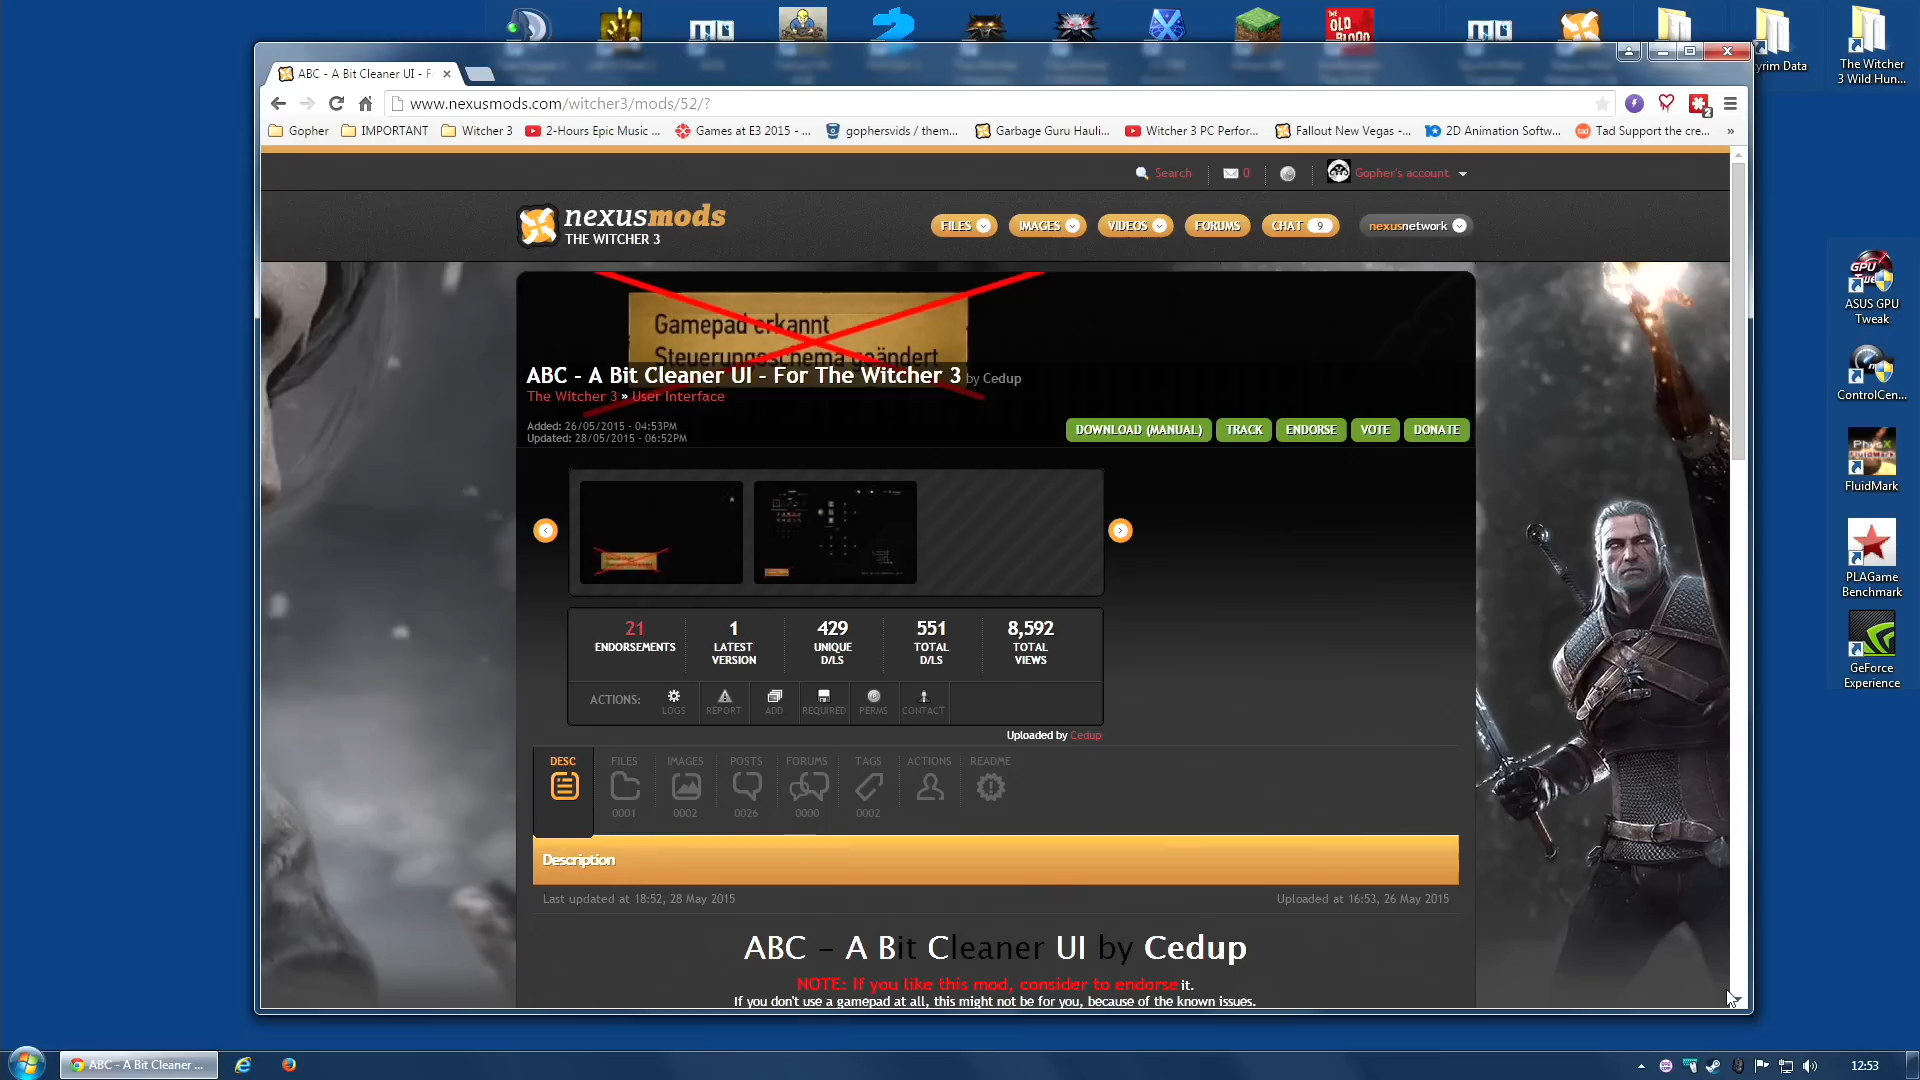 THE
OLD
BLOOD
yrim Data
The Witcher
3 Wild Hun...
ABC - A Bit Cleaner UI - F
www.nexusmods.com/witcher3/mods/52/?
2
Gopher
IMPORTANT
Witcher 3
2-Hours Epic Music ...
Games at E3 2015 - ...
gophersvids / them...
Garbage Guru Hauli...
Witcher 3 PC Perfor...
Fallout New Vegas -...
2D Animation Softw...
Tad Support the cre...
»
Search
0
Gopher's account
nexusmods
THE WITCHER 3
FILES
IMAGES
VIDEOS
FORUMS
CHAT 9
nexusnetwork
Gamepad erkannt
Steuerungsschema geändert
ABC - A Bit Cleaner UI - For The Witcher 3 by Cedup
The Witcher 3 » User Interface
Added: 26/05/2015 - 04:53PM
Updated: 28/05/2015 - 06:52PM
DOWNLOAD (MANUAL)
TRACK
ENDORSE
VOTE
DONATE
21
ENDORSEMENTS
1
LATEST
VERSION
429
UNIQUE
D/LS
551
TOTAL
D/LS
8,592
TOTAL
VIEWS
ACTIONS:
LOGS
REPORT
ADD
REQUIRED
PERMS
CONTACT
Uploaded by Cedup
DESC
FILES
0001
IMAGES
0002
POSTS
0026
FORUMS
0000
TAGS
0002
ACTIONS
README
Description
Last updated at 18:52, 28 May 2015
Uploaded at 16:53, 26 May 2015
ABC - A Bit Cleaner UI by Cedup
NOTE: If you like this mod, consider to endorse it.
If you don't use a gamepad at all, this might not be for you, because of the known issues.
ASUS GPU
Tweak
ControlCen...
FluidMark
PLAGame
Benchmark
GeForce
Experience
ABC - A Bit Cleaner ...
12:53